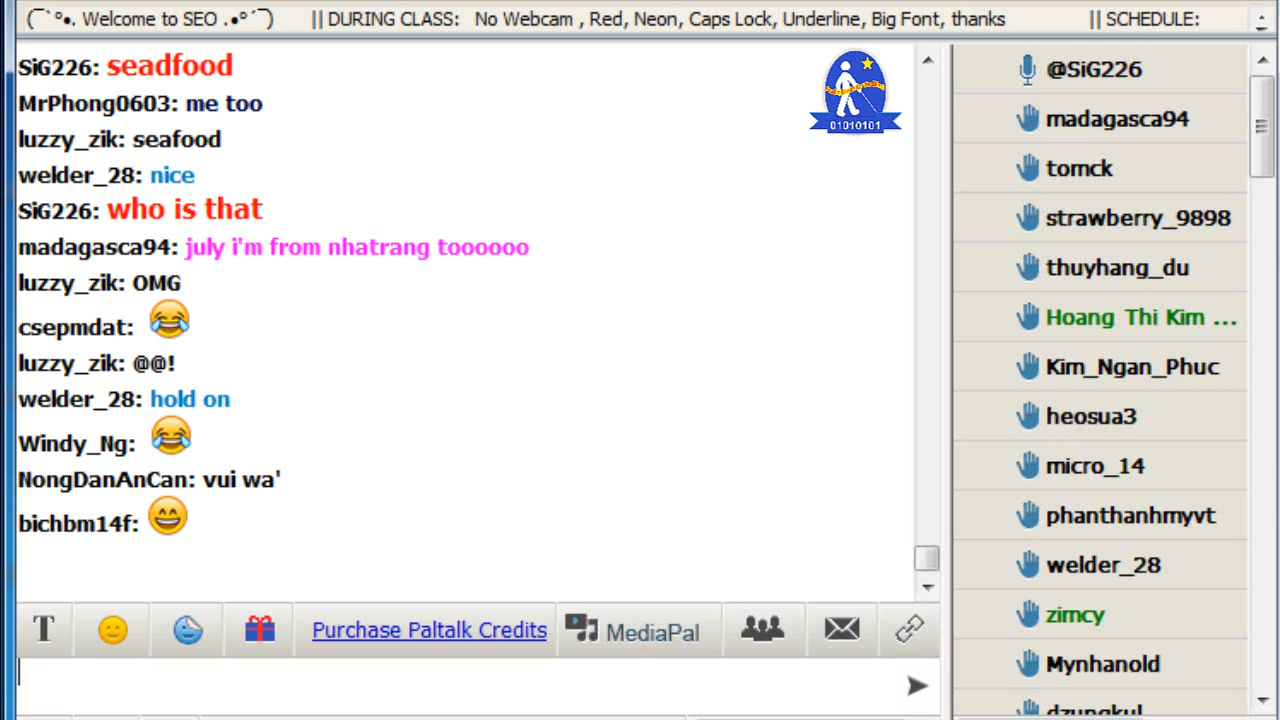 (¯`°•. Welcome to SEO .•°´¯) || DURING CLASS: No Webcam , Red, Neon, Caps Lock, Underline, Big Font, thanks || SCHEDULE:
SiG226: seadfood
MrPhong0603: me too
luzzy_zik: seafood
welder_28: nice
SiG226: who is that
madagasca94: july i'm from nhatrang toooooo
luzzy_zik: OMG
csepmdat: 😂
luzzy_zik: @@!
welder_28: hold on
Windy_Ng: 😂
NongDanAnCan: vui wa'
bichbm14f: 😄
01010101
T
Purchase Paltalk Credits
MediaPal
@SiG226
madagasca94
tomck
strawberry_9898
thuyhang_du
Hoang Thi Kim ...
Kim_Ngan_Phuc
heosua3
micro_14
phanthanhmyvt
welder_28
zimcy
Mynhanold
dzungkul